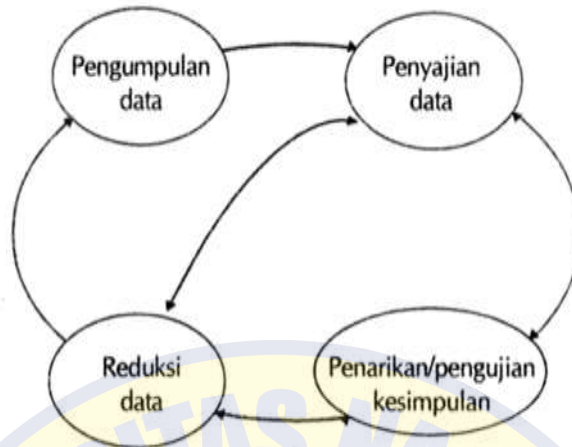 Pengumpulan
data
Penyajian
data
Reduksi
data
Penarikan/pengujian
kesimpulan